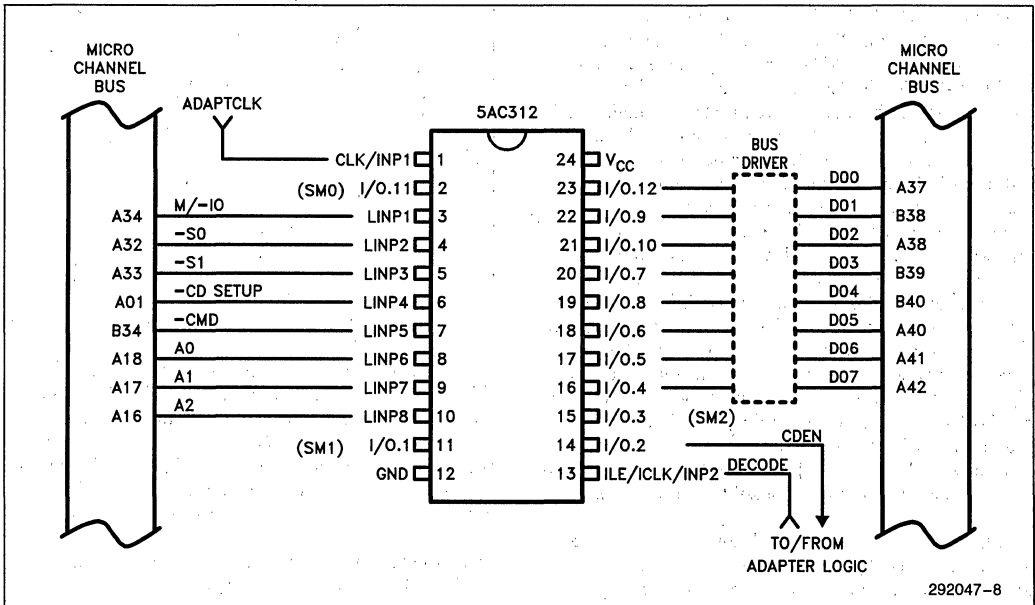 MICRO
CHANNEL
BUS
MICRO
CHANNEL
BUS
ADAPTCLK
5AC312
BUS
DRIVER
CLK/INP1 1 24 VCC
(SM0) I/O.11 2 23 I/O.12 D00 A37
A34 M/-IO LINP1 3 22 I/O.9 D01 B38
A32 -S0 LINP2 4 21 I/O.10 D02 A38
A33 -S1 LINP3 5 20 I/O.7 D03 B39
A01 -CD SETUP LINP4 6 19 I/O.8 D04 B40
B34 -CMD LINP5 7 18 I/O.6 D05 A40
A18 A0 LINP6 8 17 I/O.5 D06 A41
A17 A1 LINP7 9 16 I/O.4 D07 A42
A16 A2 LINP8 10 15 I/O.3 (SM2)
(SM1) I/O.1 11 14 I/O.2 CDEN
GND 12 13 ILE/ICLK/INP2 DECODE
TO/FROM
ADAPTER LOGIC
292047-8